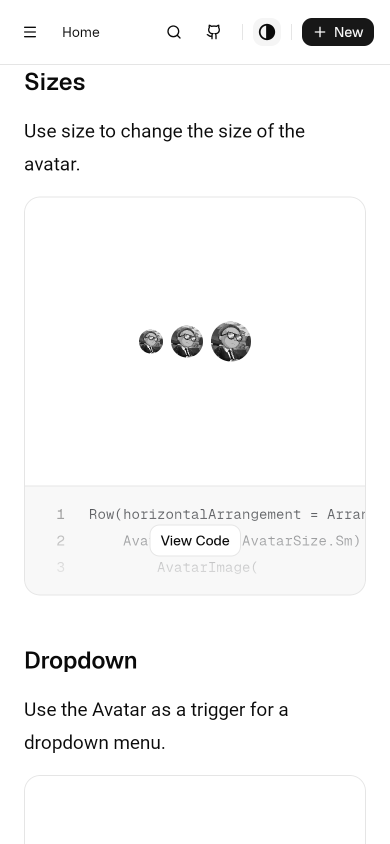 Home
New
Sizes
Use size to change the size of the
avatar.
1 Row(horizontalArrangement = Arran
2 Ava AvatarSize.Sm)
View Code
3 AvatarImage(
Dropdown
Use the Avatar as a trigger for a
dropdown menu.